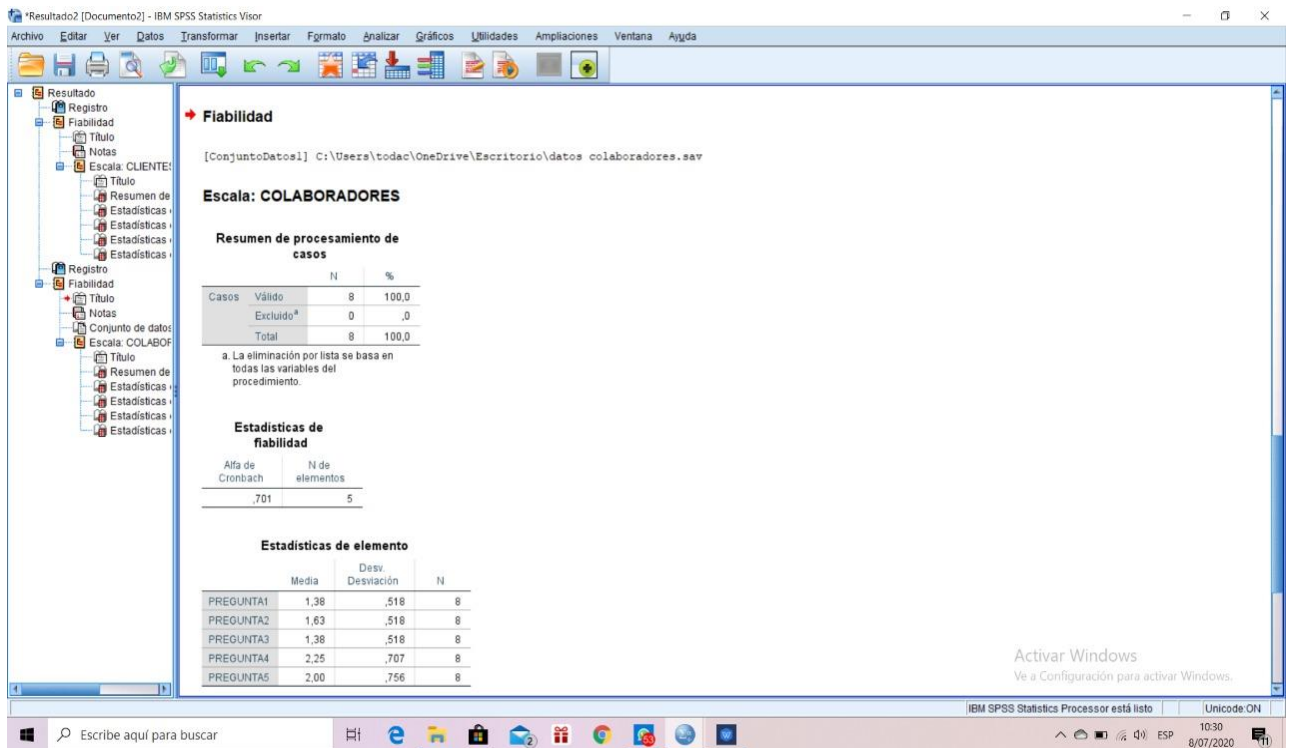 *Resultado2 [Documento2] - IBM SPSS Statistics Visor
Archivo Editar Ver Datos Transformar Insertar Formato Analizar Gráficos Utilidades Ampliaciones Ventana Ayuda
Resultado
Registro
Fiabilidad
Título
Notas
Escala: CLIENTES
Título
Resumen de
Estadísticas
Estadísticas
Estadísticas
Estadísticas
Registro
Fiabilidad
Título
Notas
Conjunto de datos
Escala: COLABOR
Título
Resumen de
Estadísticas
Estadísticas
Estadísticas
Estadísticas
Fiabilidad
[ConjuntoDatos1] C:\Users\todac\OneDrive\Escritorio\datos colaboradores.sav
Escala: COLABORADORES
Resumen de procesamiento de
casos
N %
Casos Válido 8 100,0
Excluido^a 0 ,0
Total 8 100,0
a. La eliminación por lista se basa en
todas las variables del
procedimiento.
Estadísticas de
fiabilidad
Alfa de N de
Cronbach elementos
,701 5
Estadísticas de elemento
Desv.
Media Desviación N
PREGUNTA1 1,38 ,518 8
PREGUNTA2 1,63 ,518 8
PREGUNTA3 1,38 ,518 8
PREGUNTA4 2,25 ,707 8
PREGUNTA5 2,00 ,756 8
Activar Windows
Ve a Configuración para activar Windows.
IBM SPSS Statistics Processor está listo Unicode:ON
Escribe aquí para buscar
2
63
ESP
10:30
8/07/2020
11